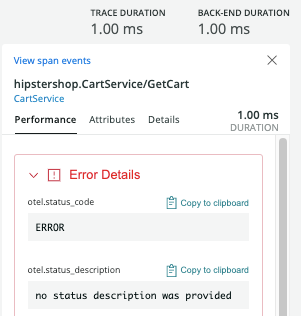 TRACE DURATION BACK-END DURATION
1.00 ms 1.00 ms
View span events
hipstershop.CartService/GetCart
CartService
Performance Attributes Details 1.00 ms
DURATION
Error Details
otel.status_code Copy to clipboard
ERROR
otel.status_description Copy to clipboard
no status description was provided